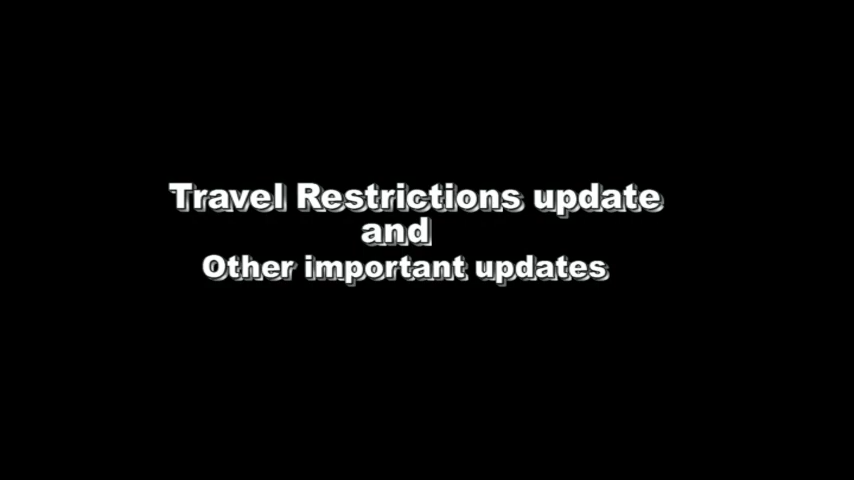 Travel Restrictions update
and
Other important updates